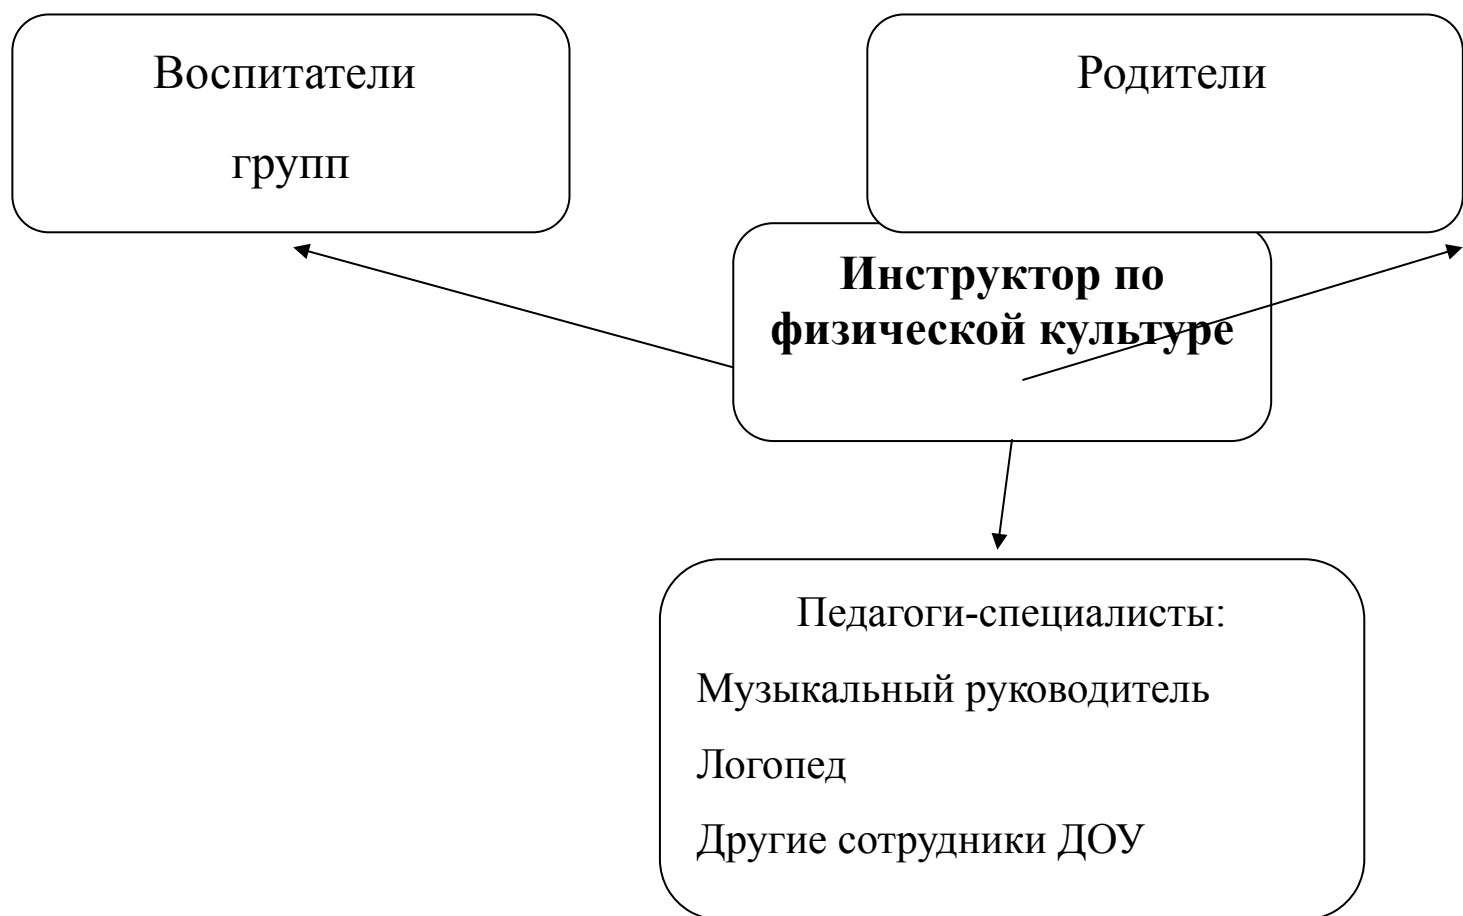 Воспитатели
групп
Родители
Инструктор по
физической культуре
Педагоги-специалисты:
Музыкальный руководитель
Логопед
Другие сотрудники ДОУ